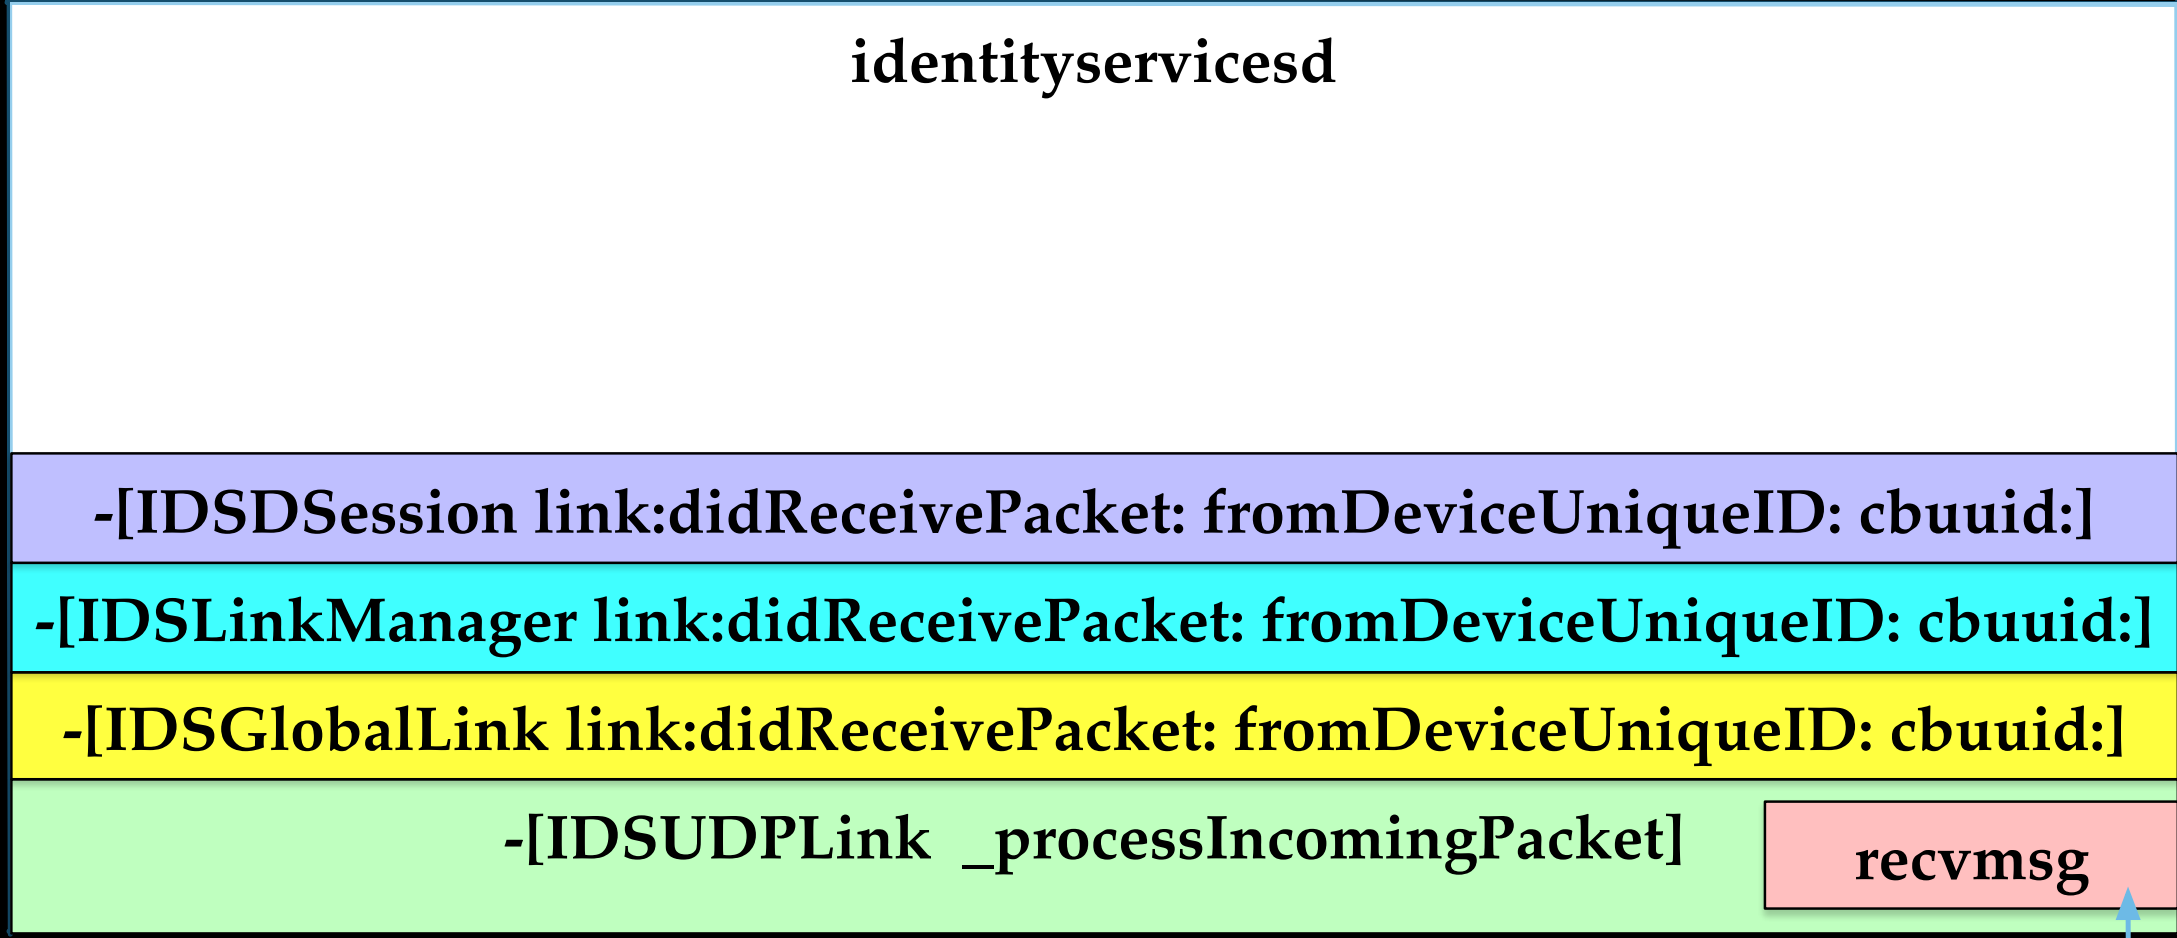 identityservicesd
-[IDSDSession link:didReceivePacket: fromDeviceUniqueID: cbuuid:]
-[IDSLinkManager link:didReceivePacket: fromDeviceUniqueID: cbuuid:]
-[IDSGlobalLink link:didReceivePacket: fromDeviceUniqueID: cbuuid:]
-[IDSUDPLink  _processIncomingPacket]
recvmsg